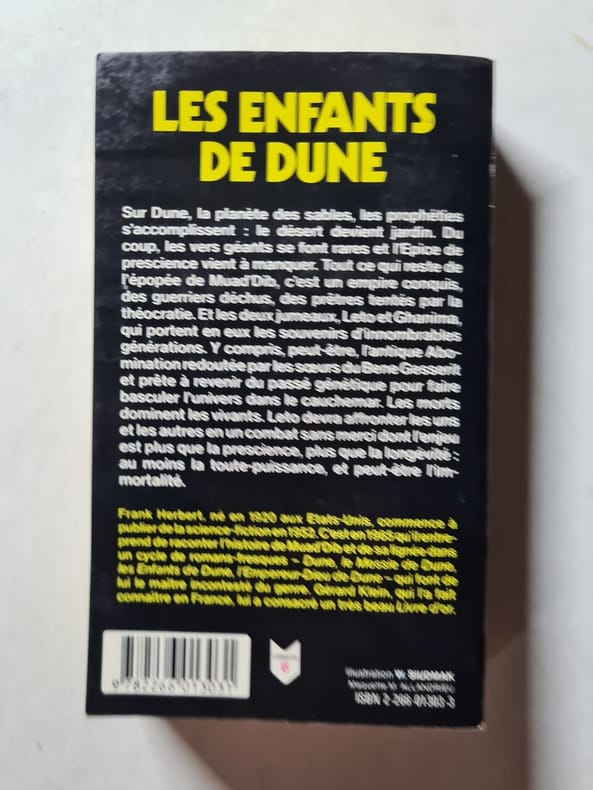 LES ENFANTS
DE DUNE
Sur Dune, la planète des sables, les prophéties
s'accomplissent : le désert devient jardin. Du
coup, les vers géants se font rares et l'Epice de
prescience vient à manquer. Tout ce qui reste de
l'épopée de Muad'Dib, c'est un empire conquis,
des guerriers déchus, des prêtres tentés par la
théocratie. Et les deux jumeaux, Leto et Ghanima,
qui portent en eux les souvenirs d'innombrables
générations. Y compris, peut-être, l'antique Abo-
mination redoutée par les sœurs du Bene Gesserit
et prête à revenir du passé génétique pour faire
basculer l'univers dans le cauchemar. Les morts
dominent les vivants. Leto devra affronter les uns
et les autres en un combat sans merci dont l'enjeu
est plus que la prescience, plus que la longévité :
au moins la toute-puissance, et peut-être l'im-
mortalité.
Frank Herbert, né en 1920 aux Etats-Unis, commence à
publier de la science-fiction en 1952. C'est en 1963 qu'il entre-
prend de raconter l'histoire de Muad'Dib et de sa lignée dans
un cycle de romans épiques – Dune, le Messie de Dune,
les Enfants de Dune, l'Empereur-Dieu de Dune – qui font de
lui le maître incontesté du genre. Gérard Klein, qui l'a fait
connaître en France, lui a consacré un très beau Livre d'or.
Illustration W. SIUDMAK
ISBN 2-266-01303-3